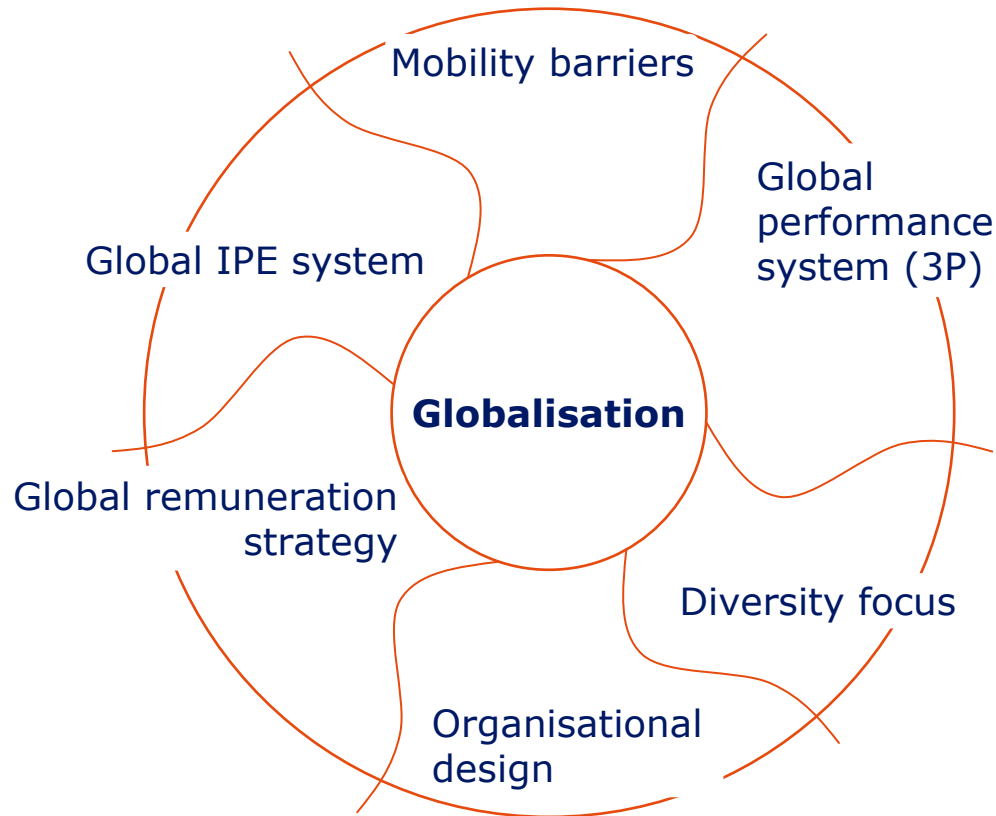 Mobility barriers
Global
performance
system (3P)
Global IPE system
Globalisation
Global remuneration
strategy
Diversity focus
Organisational
design